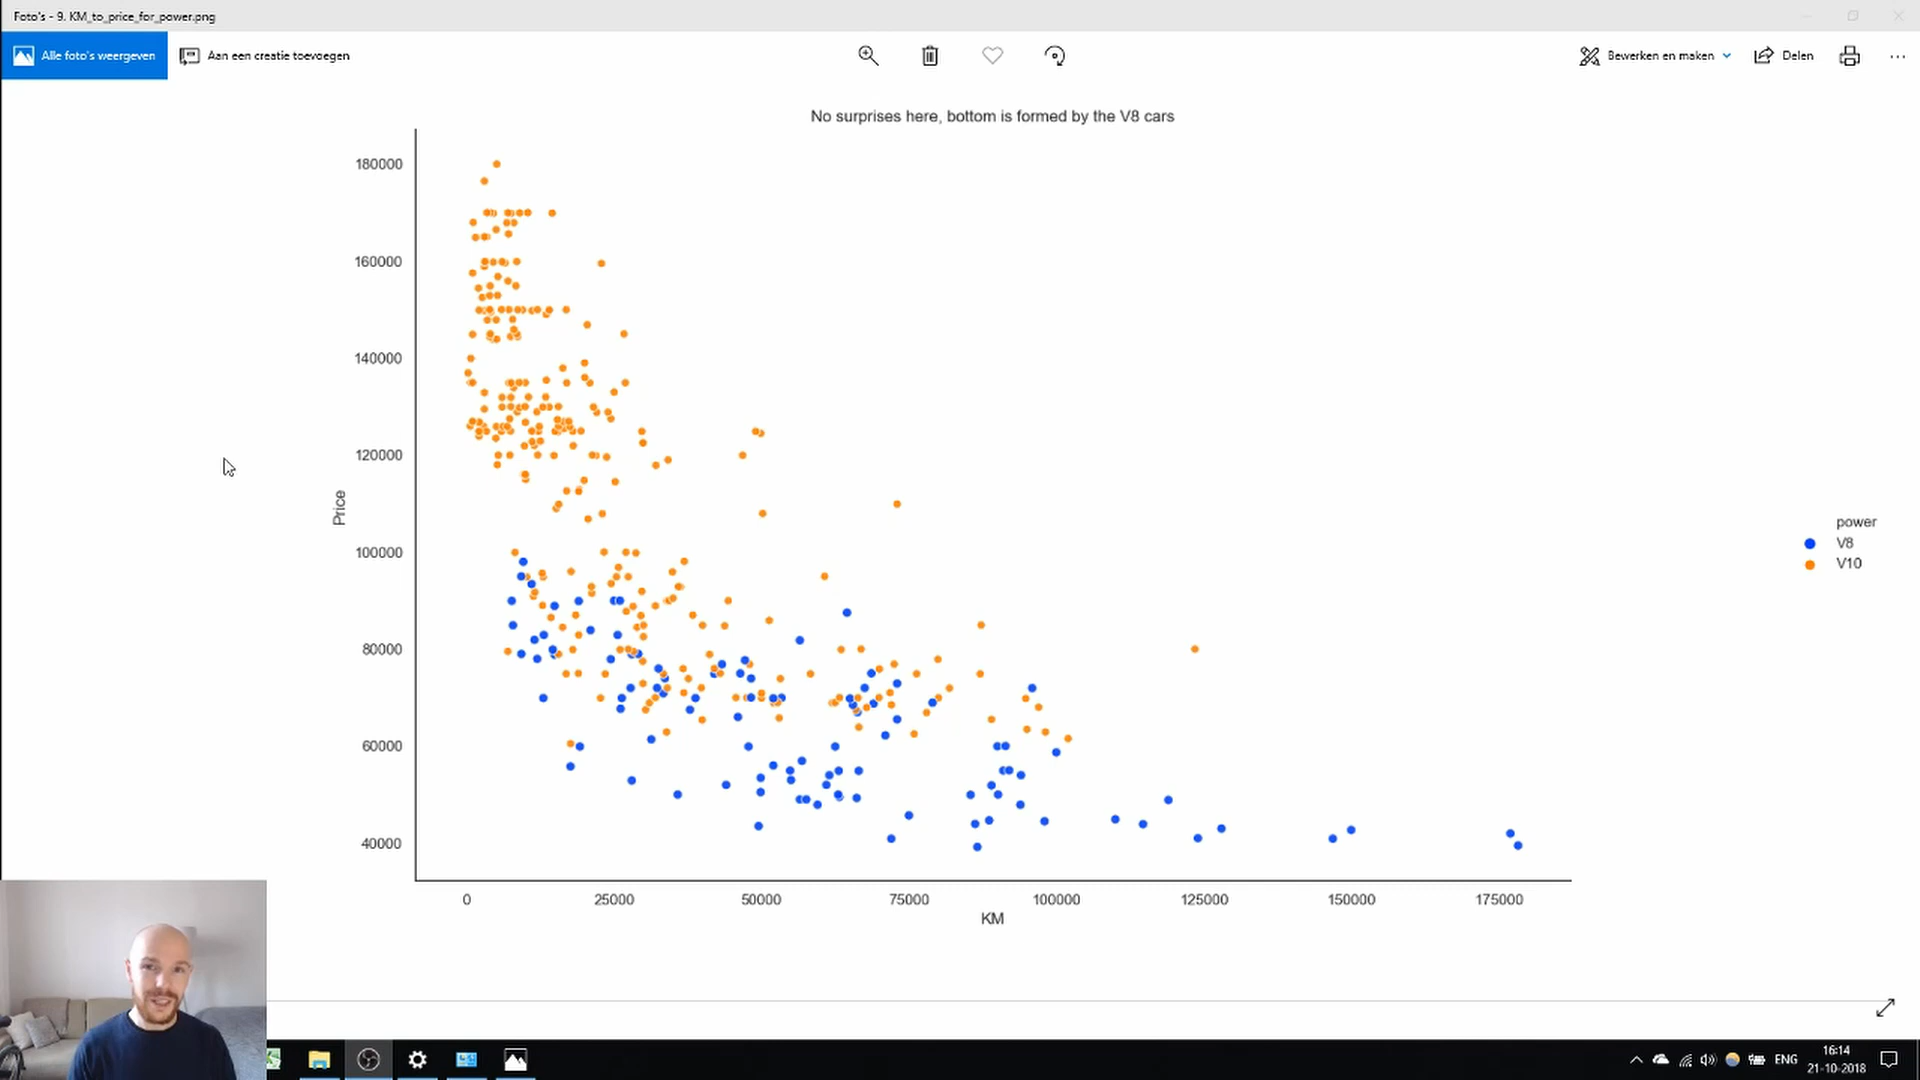 Foto's - 9. KM_to_price_for_power.png
Alle foto's weergeven
Aan een creatie toevoegen
Bewerken en maken
Delen
No surprises here, bottom is formed by the V8 cars
180000
160000
140000
120000
100000
80000
60000
40000
Price
0 25000 50000 75000 100000 125000 150000 175000
KM
power
V8
V10
ENG
16:14
21-10-2018